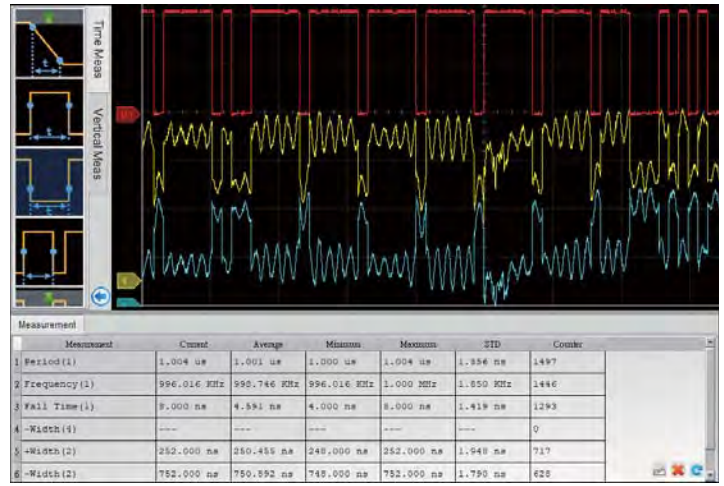 Time Meas
Vertical Meas
Measurement
Measurement Current Average Minimum Maximum STD Counter
1 Period(1) 1.004 us 1.001 us 1.000 us 1.004 us 1.856 ns 1497
2 Frequency(1) 996.016 KHz 998.746 KHz 996.016 KHz 1.000 MHz 1.850 KHz 1446
3 Fall Time(1) 8.000 ns 4.591 ns 4.000 ns 8.000 ns 1.419 ns 1293
4 -Width(4) --- --- --- --- --- 0
5 +Width(2) 252.000 ns 250.455 ns 248.000 ns 252.000 ns 1.948 ns 717
6 -Width(2) 752.000 ns 750.592 ns 748.000 ns 752.000 ns 1.790 ns 628